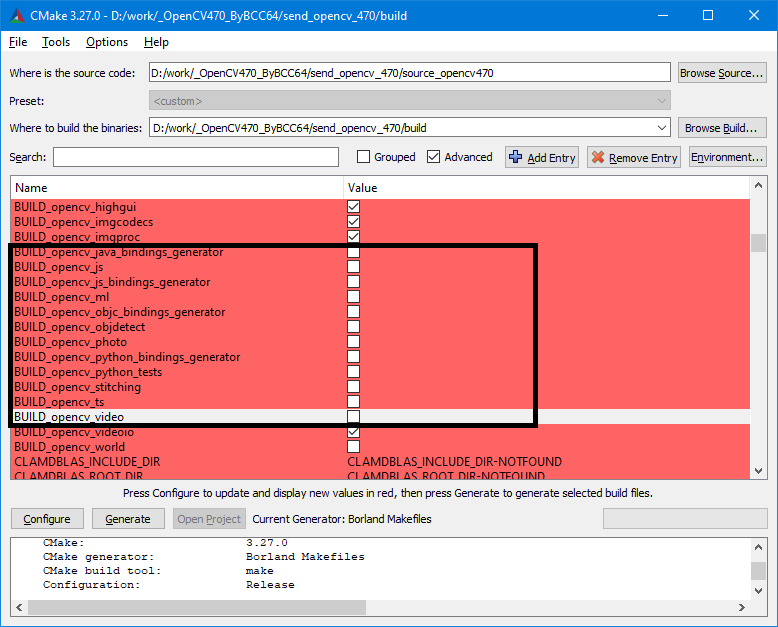 CMake 3.27.0 - D:/work/_OpenCV470_ByBCC64/send_opencv_470/build
File Tools Options Help
Where is the source code: D:/work/_OpenCV470_ByBCC64/send_opencv_470/source_opencv470 Browse Source...
Preset: <custom>
Where to build the binaries: D:/work/_OpenCV470_ByBCC64/send_opencv_470/build Browse Build...
Search: Grouped Advanced Add Entry Remove Entry Environment...
Name Value
BUILD_opencv_highgui
BUILD_opencv_imgcodecs
BUILD_opencv_imgproc
BUILD_opencv_java_bindings_generator
BUILD_opencv_js
BUILD_opencv_js_bindings_generator
BUILD_opencv_ml
BUILD_opencv_objc_bindings_generator
BUILD_opencv_objdetect
BUILD_opencv_photo
BUILD_opencv_python_bindings_generator
BUILD_opencv_python_tests
BUILD_opencv_stitching
BUILD_opencv_ts
BUILD_opencv_video
BUILD_opencv_videoio
BUILD_opencv_world
CLAMDBLAS_INCLUDE_DIR CLAMDBLAS_INCLUDE_DIR-NOTFOUND
CLAMDBLAS_ROOT_DIR CLAMDBLAS_ROOT_DIR-NOTFOUND
Press Configure to update and display new values in red, then press Generate to generate selected build files.
Configure Generate Open Project Current Generator: Borland Makefiles
CMake: 3.27.0
CMake generator: Borland Makefiles
CMake build tool: make
Configuration: Release